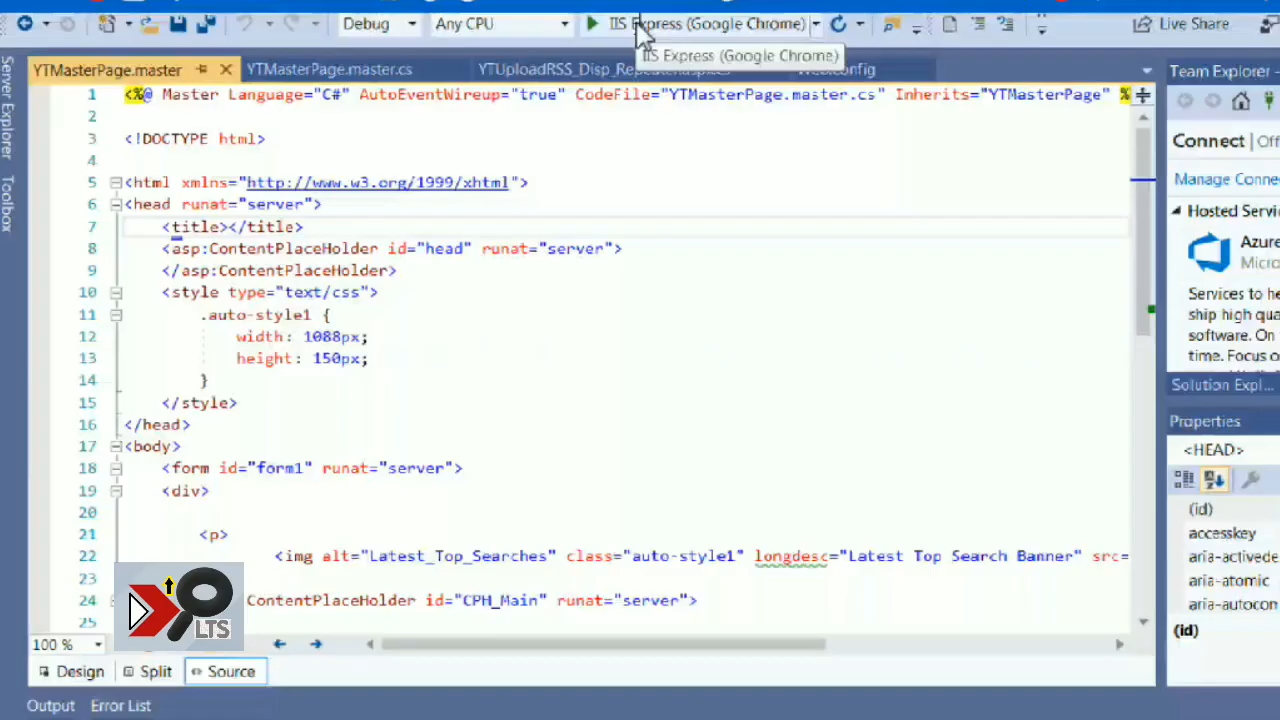 Debug Any CPU IIS Express (Google Chrome) Live Share
IIS Express (Google Chrome)
YTMasterPage.master YTMasterPage.master.cs YTUploadRSS_Disp_Repeater.aspx.cs Web.config
Server Explorer
Toolbox
1 <%@ Master Language="C#" AutoEventWireup="true" CodeFile="YTMasterPage.master.cs" Inherits="YTMasterPage" %
2
3 <!DOCTYPE html>
4
5 <html xmlns="http://www.w3.org/1999/xhtml">
6 <head runat="server">
7 <title></title>
8 <asp:ContentPlaceHolder id="head" runat="server">
9 </asp:ContentPlaceHolder>
10 <style type="text/css">
11 .auto-style1 {
12 width: 1088px;
13 height: 150px;
14 }
15 </style>
16 </head>
17 <body>
18 <form id="form1" runat="server">
19 <div>
20
21 <p>
22 <img alt="Latest_Top_Searches" class="auto-style1" longdesc="Latest Top Search Banner" src=
23
24 ContentPlaceHolder id="CPH_Main" runat="server">
25
LTS
100 %
Design Split Source
Output Error List
Team Explorer -
Connect | Off
Manage Conne
Hosted Servi
Azure
Micro
Services to he
ship high qua
software. On
time. Focus o
Solution Expl...
Properties
<HEAD>
(id)
accesskey
aria-activede
aria-atomic
aria-autocon
(id)